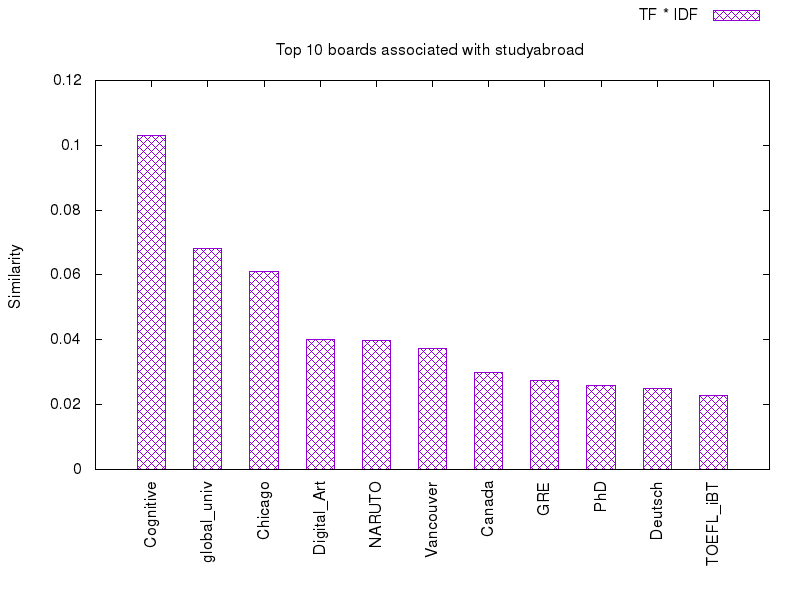 TF * IDF
Top 10 boards associated with studyabroad
0.12
0.1
0.08
0.06
0.04
0.02
0
Similarity
Cognitive
global_univ
Chicago
Digital_Art
NARUTO
Vancouver
Canada
GRE
PhD
Deutsch
TOEFL_iBT